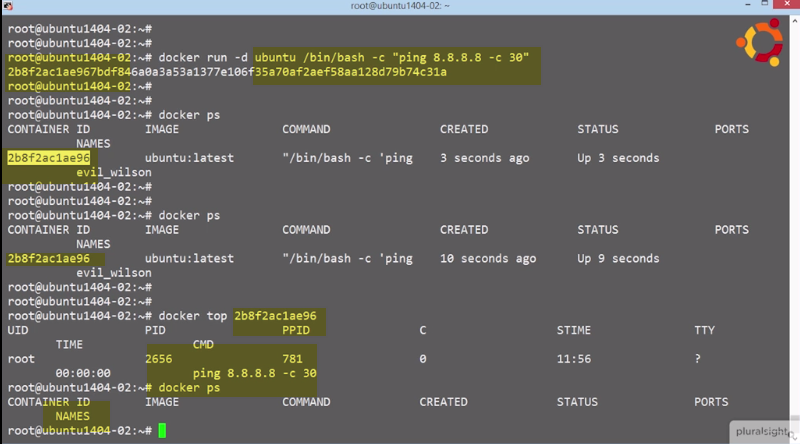 root@ubuntu1404-02: ~
root@ubuntu1404-02:~#
root@ubuntu1404-02:~#
root@ubuntu1404-02:~# docker run -d ubuntu /bin/bash -c "ping 8.8.8.8 -c 30"
2b8f2ac1ae967bdf846a0a3a53a1377e106f35a70af2aef58aa128d79b74c31a
root@ubuntu1404-02:~#
root@ubuntu1404-02:~#
root@ubuntu1404-02:~# docker ps
CONTAINER ID IMAGE COMMAND CREATED STATUS PORTS
NAMES
2b8f2ac1ae96 ubuntu:latest "/bin/bash -c 'ping 3 seconds ago Up 3 seconds
evil_wilson
root@ubuntu1404-02:~#
root@ubuntu1404-02:~#
root@ubuntu1404-02:~# docker ps
CONTAINER ID IMAGE COMMAND CREATED STATUS PORTS
NAMES
2b8f2ac1ae96 ubuntu:latest "/bin/bash -c 'ping 10 seconds ago Up 9 seconds
evil_wilson
root@ubuntu1404-02:~#
root@ubuntu1404-02:~#
root@ubuntu1404-02:~# docker top 2b8f2ac1ae96
UID PID PPID C STIME TTY
TIME CMD
root 2656 781 0 11:56 ?
00:00:00 ping 8.8.8.8 -c 30
root@ubuntu1404-02:~# docker ps
CONTAINER ID IMAGE COMMAND CREATED STATUS PORTS
NAMES
root@ubuntu1404-02:~#
pluralsight